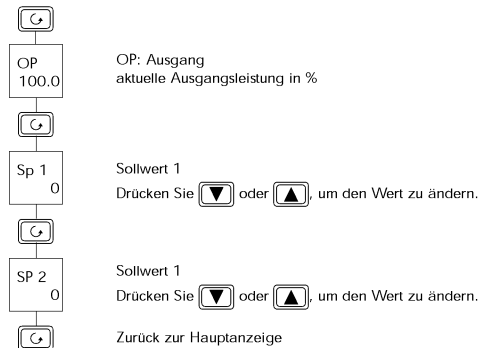 OP
100.0
OP: Ausgang
aktuelle Ausgangsleistung in %
Sp 1
0
Sollwert 1
Drücken Sie ▼ oder ▲, um den Wert zu ändern.
SP 2
0
Sollwert 1
Drücken Sie ▼ oder ▲, um den Wert zu ändern.
Zurück zur Hauptanzeige